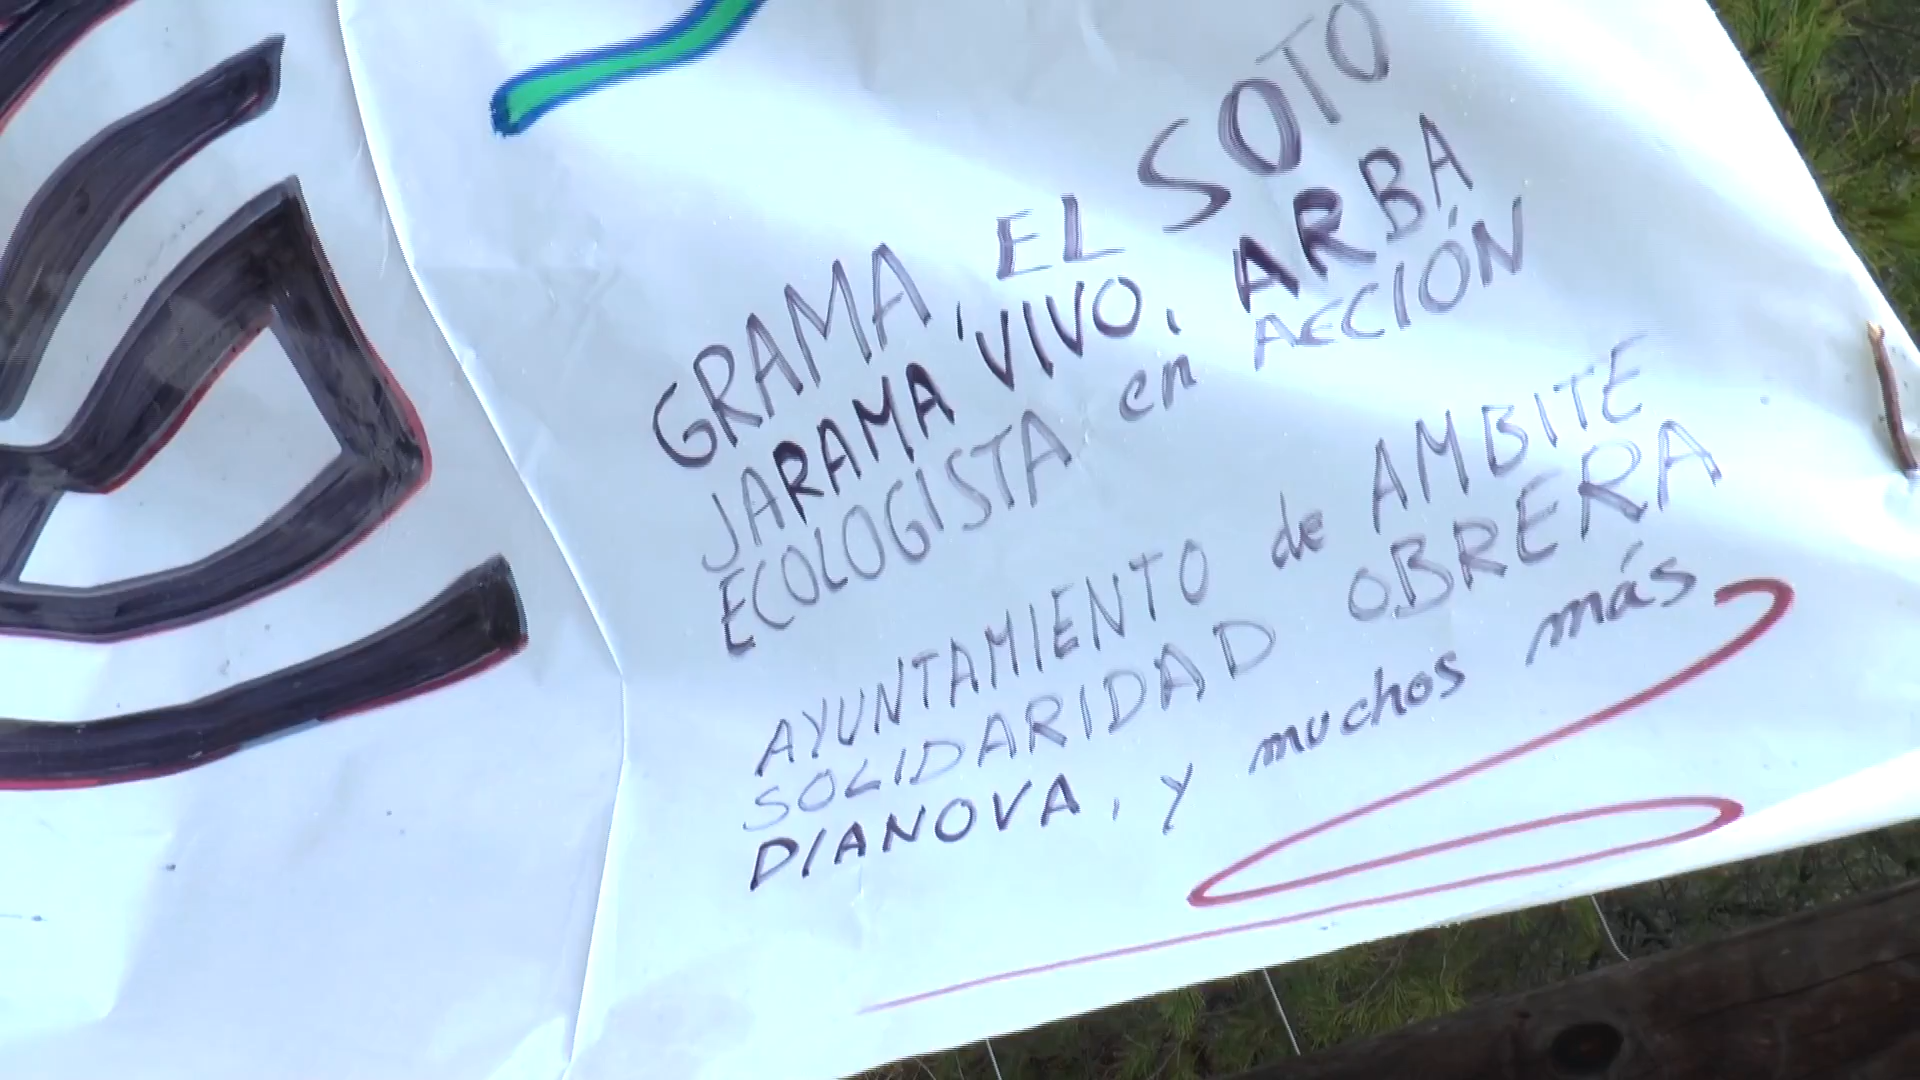 GRAMA, EL SOTO
JARAMA VIVO, ARBA
ECOLOGISTA en ACCIÓN
AYUNTAMIENTO de AMBITE
SOLIDARIDAD OBRERA
DIANOVA, y muchos más